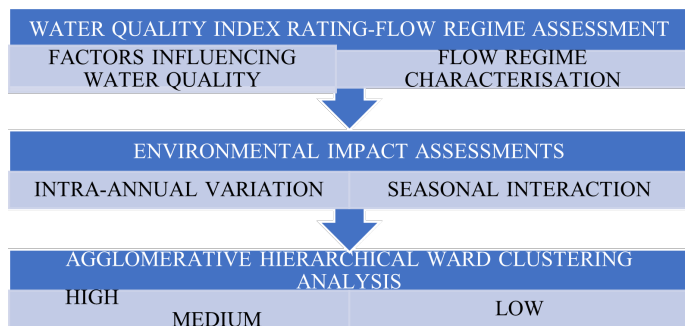 WATER QUALITY INDEX RATING-FLOW REGIME ASSESSMENT
FACTORS INFLUENCING
WATER QUALITY
FLOW REGIME
CHARACTERISATION
ENVIRONMENTAL IMPACT ASSESSMENTS
INTRA-ANNUAL VARIATION
SEASONAL INTERACTION
AGGLOMERATIVE HIERARCHICAL WARD CLUSTERING
ANALYSIS
HIGH
MEDIUM
LOW